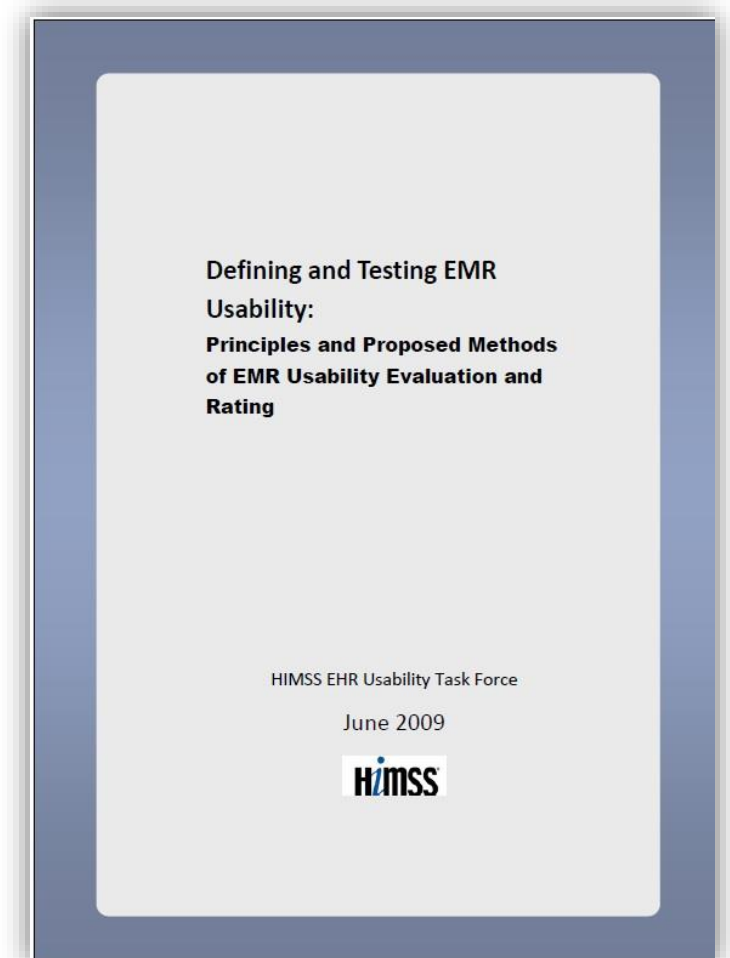 Defining and Testing EMR
Usability:
Principles and Proposed Methods
of EMR Usability Evaluation and
Rating
HIMSS EHR Usability Task Force
June 2009
HiMSS